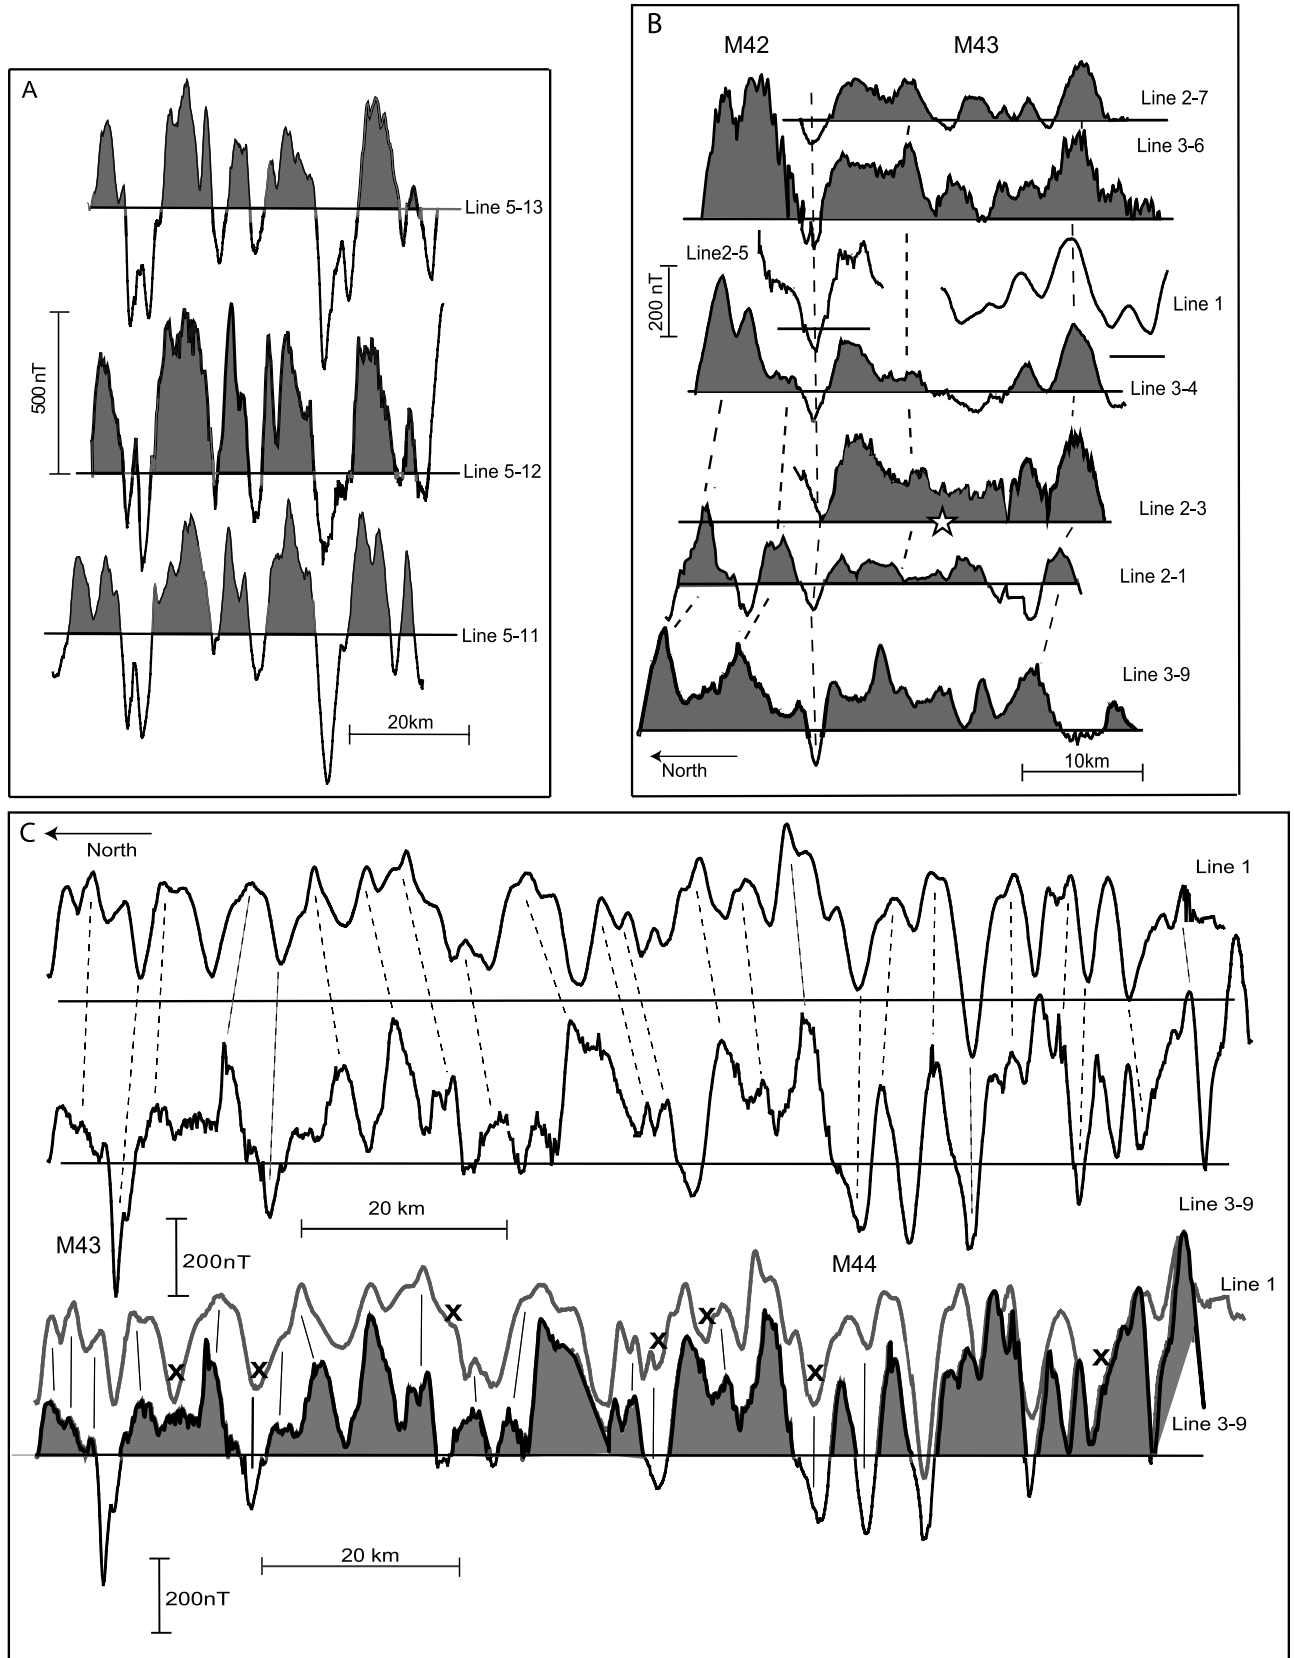 A
Line 5-13
500 nT
Line 5-12
Line 5-11
20km
B
M42
M43
Line 2-7
Line 3-6
Line2-5
200 nT
Line 1
Line 3-4
Line 2-3
Line 2-1
Line 3-9
North
10km
C
North
Line 1
20 km
Line 3-9
M43
200nT
M44
Line 1
X
X
X
X
X
X
X
Line 3-9
20 km
200nT